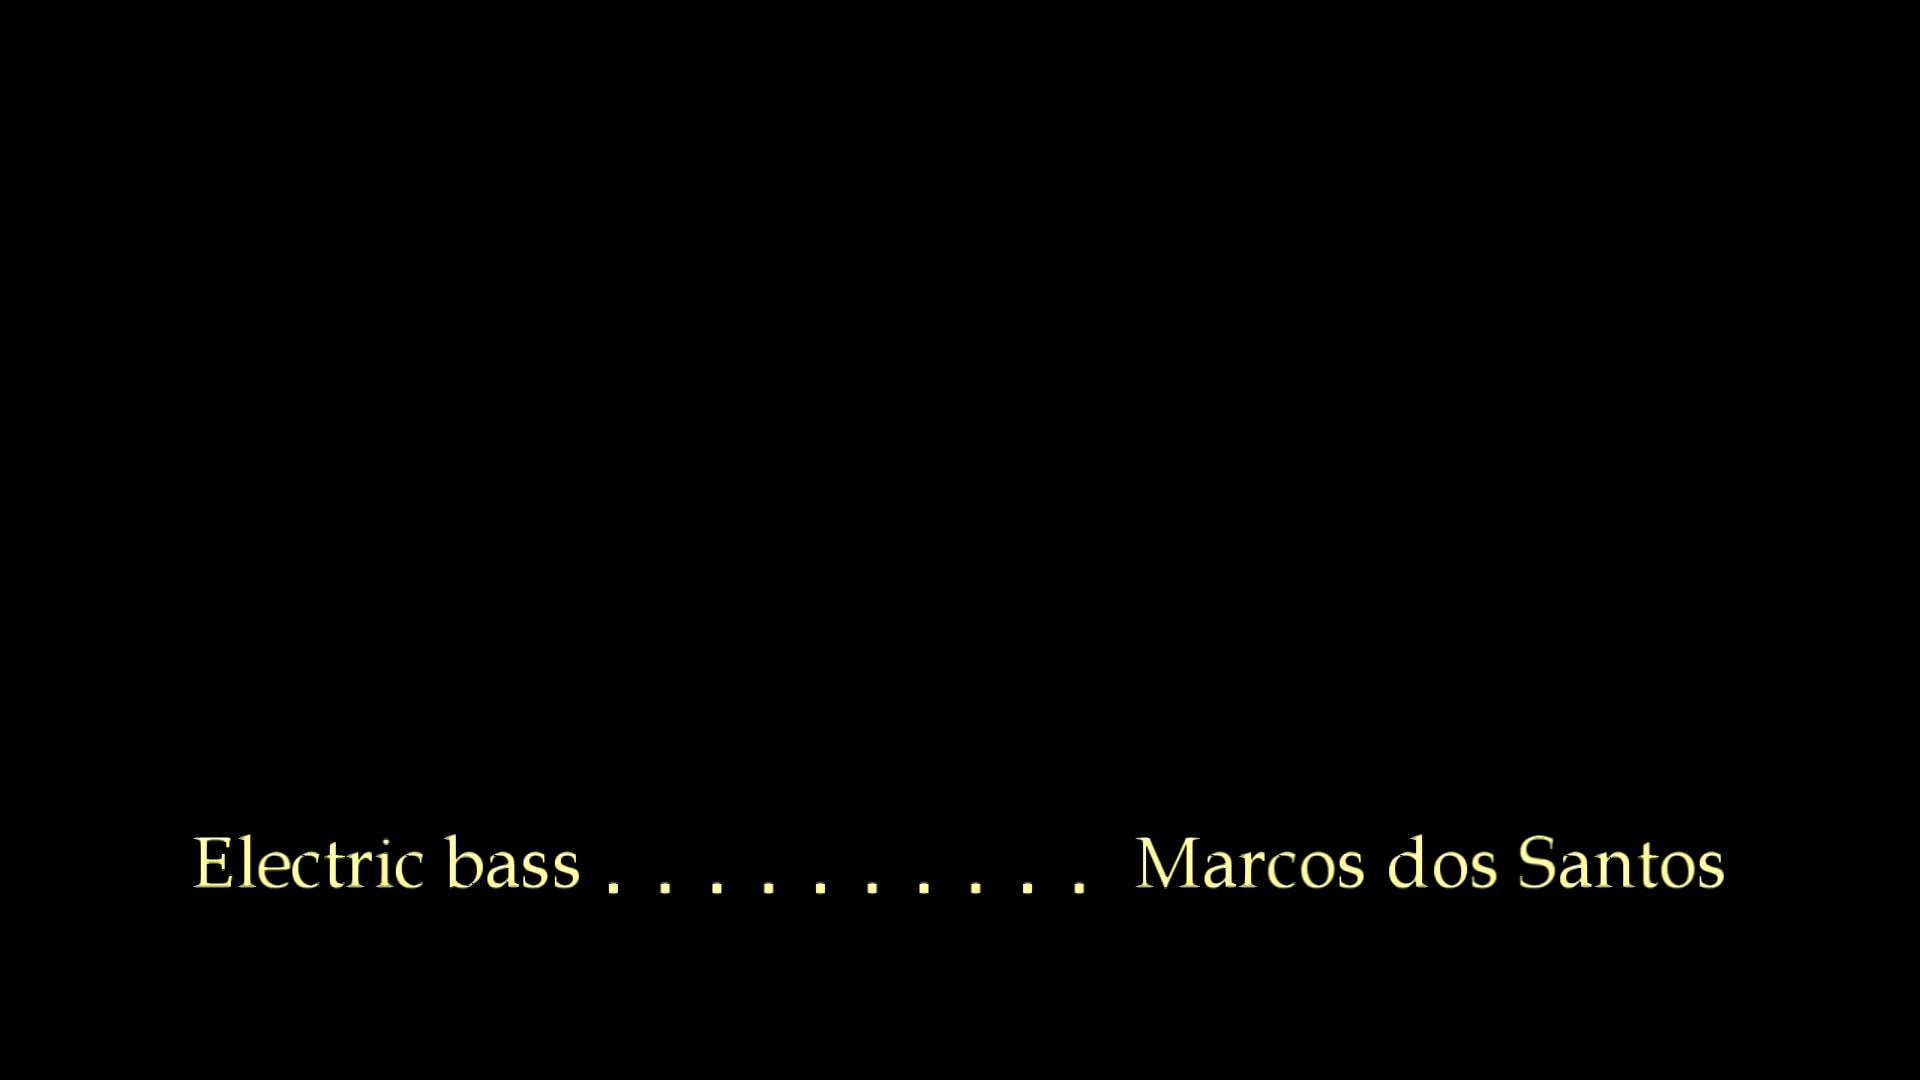 Electric bass . . . . . . . . . . Marcos dos Santos